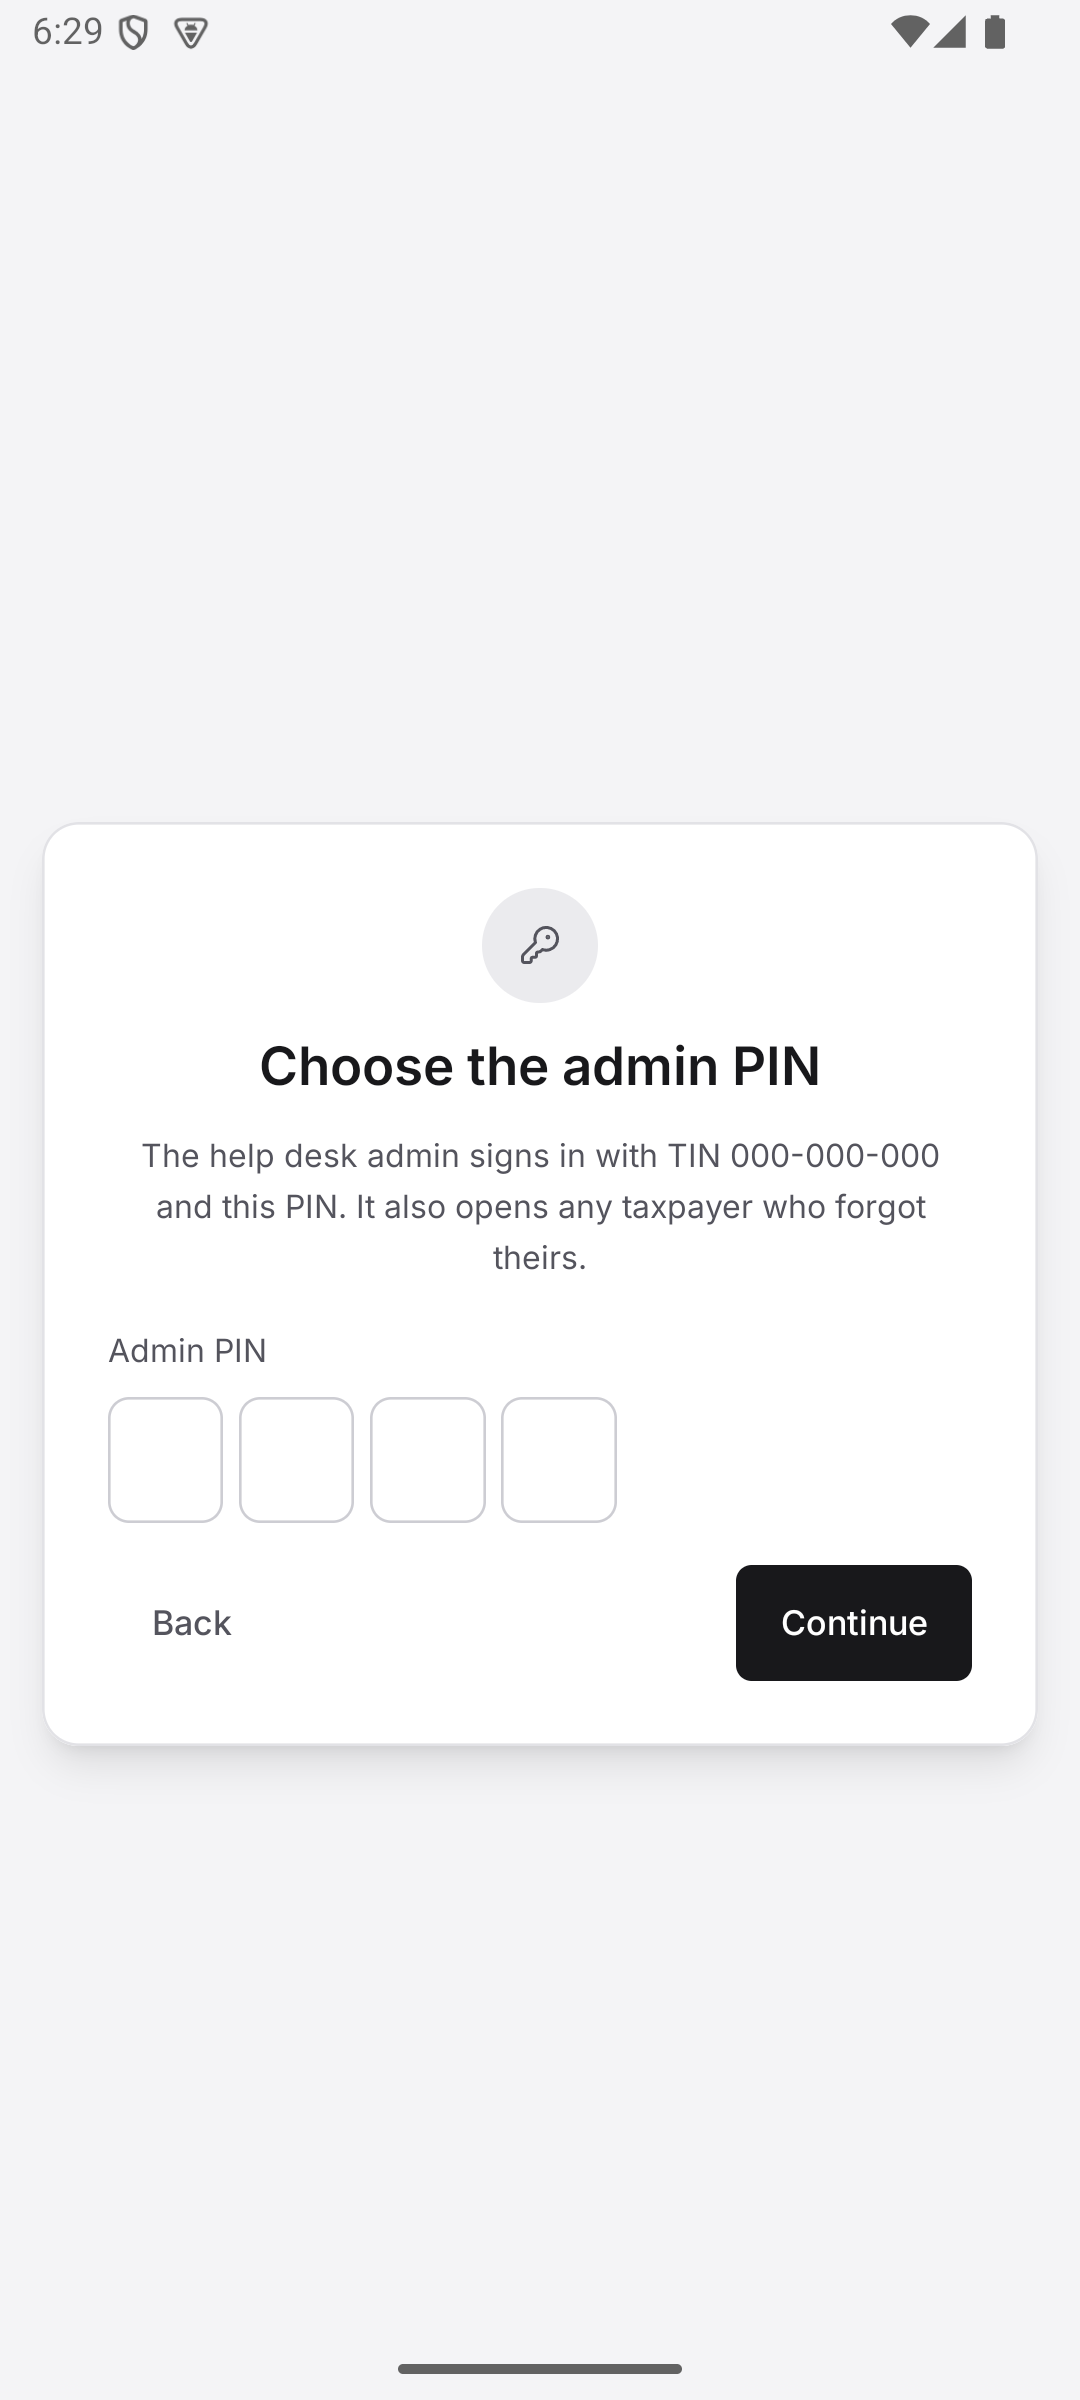 6:29
Choose the admin PIN
The help desk admin signs in with TIN 000-000-000
and this PIN. It also opens any taxpayer who forgot
theirs.
Admin PIN
Back
Continue